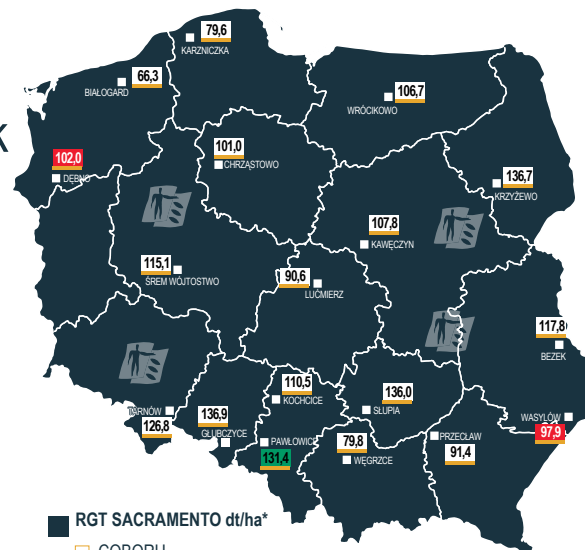 79,6
KARZNICZKA
66,3
BIAŁOGARD
106,7
WRÓCIKOWO
K
101,0
CHRZĄSTOWO
102,0
DĘBNO
136,7
KRZYŻEWO
107,8
KAWĘCZYN
115,1
ŚREM WÓJTOSTWO
90,6
LUĆMIERZ
117,8
BEZEK
110,5
KOCHCICE
136,0
SŁUPIA
TARNÓW
126,8
136,9
GŁUBCZYCE
PAWŁOWICE
131,4
79,8
WĘGRZCE
PRZECŁAW
91,4
WASYLÓW
97,9
RGT SACRAMENTO dt/ha*
COBORU